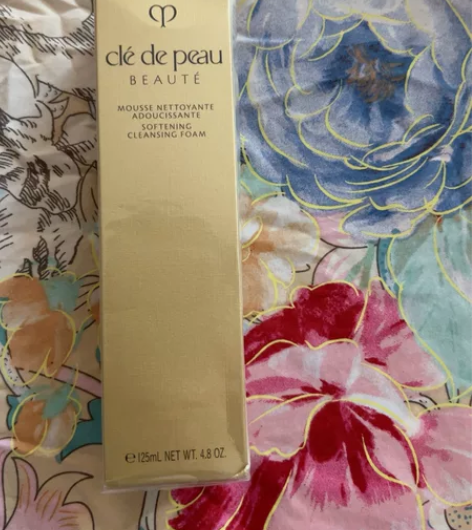 clé de peau
BEAUTÉ
MOUSSE NETTOYANTE
ADOUCISSANTE
SOFTENING
CLEANSING FOAM
℮ 125mL NET WT. 4.8 OZ.